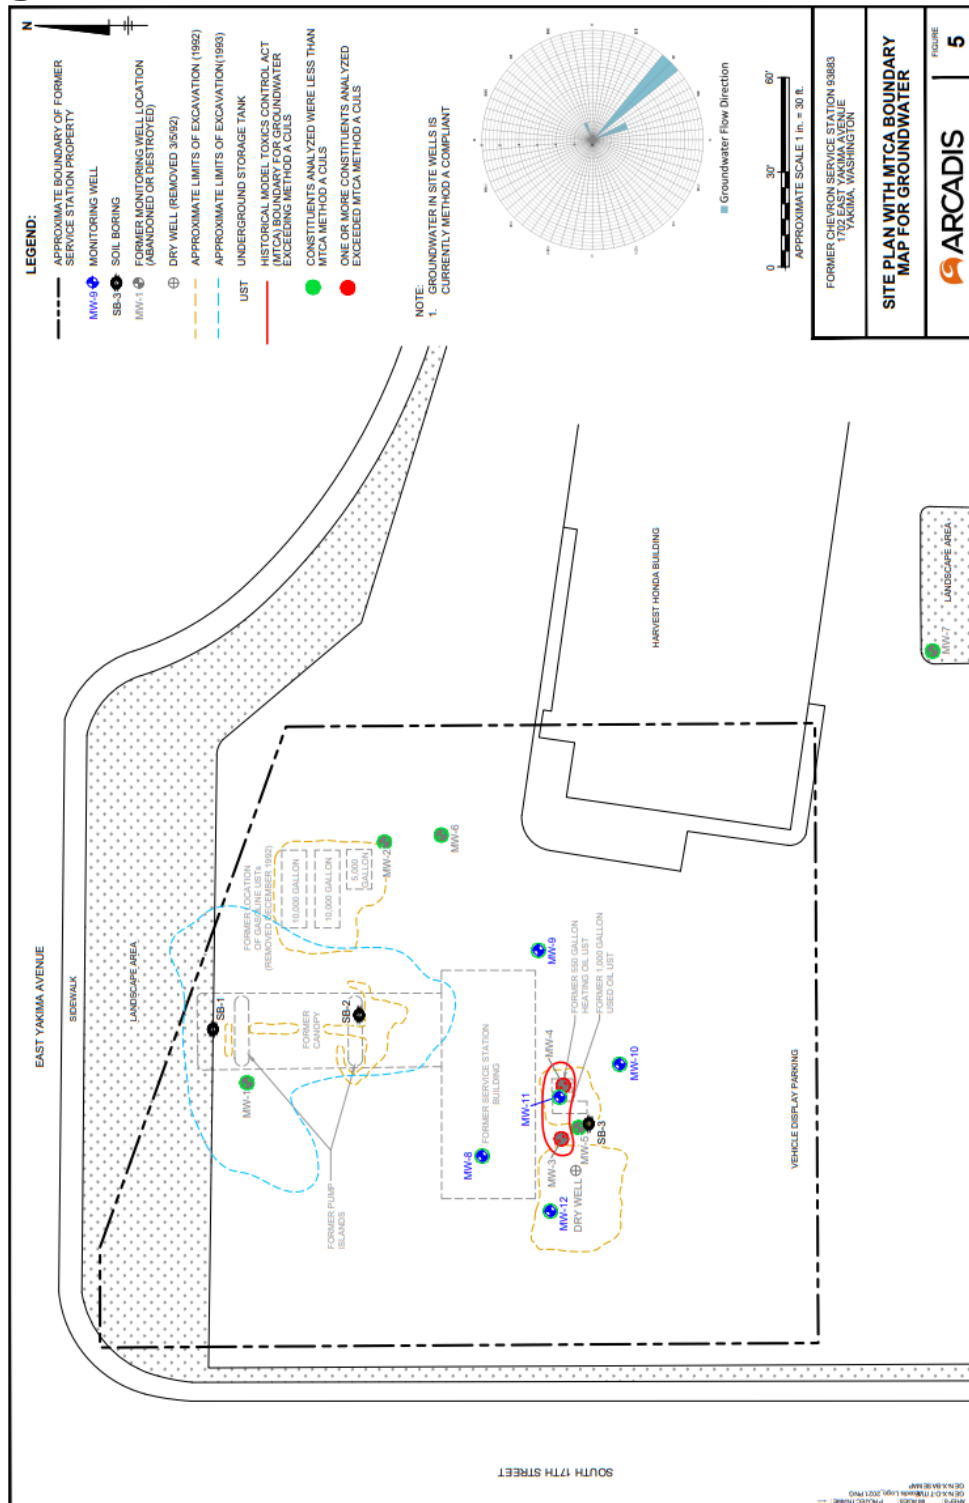 N
LEGEND:
APPROXIMATE BOUNDARY OF FORMER
SERVICE STATION PROPERTY
MW-9 MONITORING WELL
SB-3 SOIL BORING
MW-1 FORMER MONITORING WELL LOCATION
(ABANDONED OR DESTROYED)
DRY WELL (REMOVED 3/5/92)
APPROXIMATE LIMITS OF EXCAVATION (1992)
APPROXIMATE LIMITS OF EXCAVATION(1993)
UST UNDERGROUND STORAGE TANK
HISTORICAL MODEL TOXICS CONTROL ACT
(MTCA) BOUNDARY FOR GROUNDWATER
EXCEEDING METHOD A CULS
CONSTITUENTS ANALYZED WERE LESS THAN
MTCA METHOD A CULS
ONE OR MORE CONSTITUENTS ANALYZED
EXCEEDED MTCA METHOD A CULS
NOTE:
1. GROUNDWATER IN SITE WELLS IS
CURRENTLY METHOD A COMPLIANT
Groundwater Flow Direction
0 30' 60'
APPROXIMATE SCALE 1 in. = 30 ft.
FORMER CHEVRON SERVICE STATION 93883
1702 EAST YAKIMA AVENUE
YAKIMA, WASHINGTON
SITE PLAN WITH MTCA BOUNDARY
MAP FOR GROUNDWATER
ARCADIS
FIGURE
5
EAST YAKIMA AVENUE
SIDEWALK
LANDSCAPE AREA
FORMER LOCATION
OF GASOLINE USTs
(REMOVED DECEMBER 1992)
10,000 GALLON
10,000 GALLON
5,000
GALLON
MW-2
MW-6
SB-1
SB-2
FORMER
CANOPY
MW-1
FORMER PUMP
ISLANDS
MW-9
FORMER SERVICE STATION
BUILDING
MW-8
FORMER 550 GALLON
HEATING OIL UST
FORMER 1,000 GALLON
USED OIL UST
MW-4
MW-11
MW-10
MW-3
MW-5
SB-3
DRY WELL
MW-12
HARVEST HONDA BUILDING
VEHICLE DISPLAY PARKING
LANDSCAPE AREA
MW-7
SOUTH 17TH STREET